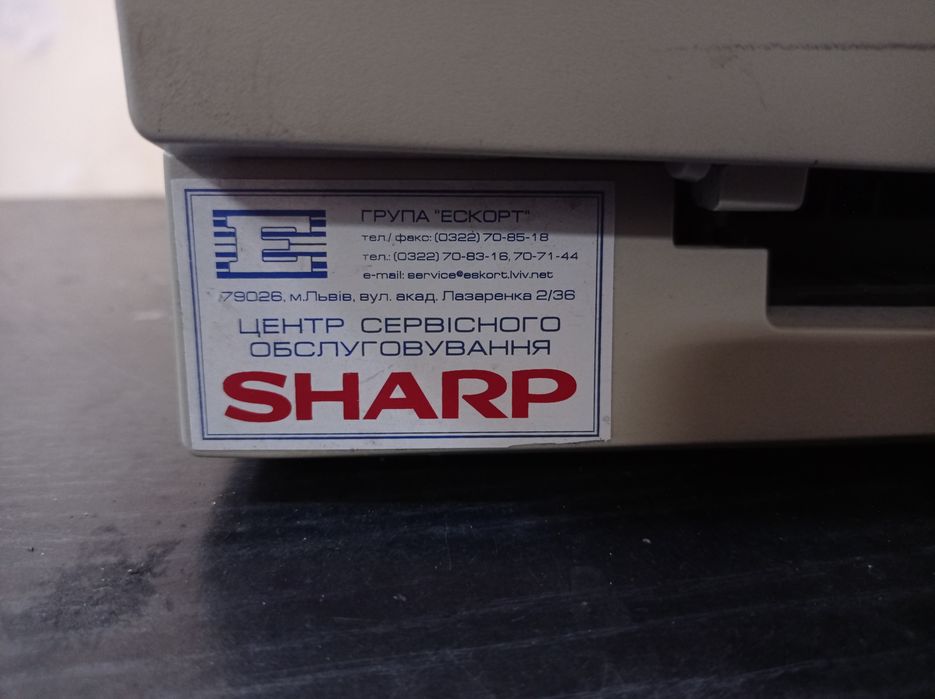 E
ГРУПА "ЕСКОРТ"
тел./ факс: (0322) 70-85-18
тел.: (0322) 70-83-16, 70-71-44
e-mail: service@eskort.lviv.net
79026, м.Львів, вул. акад. Лазаренка 2/36
ЦЕНТР СЕРВІСНОГО
ОБСЛУГОВУВАННЯ
SHARP